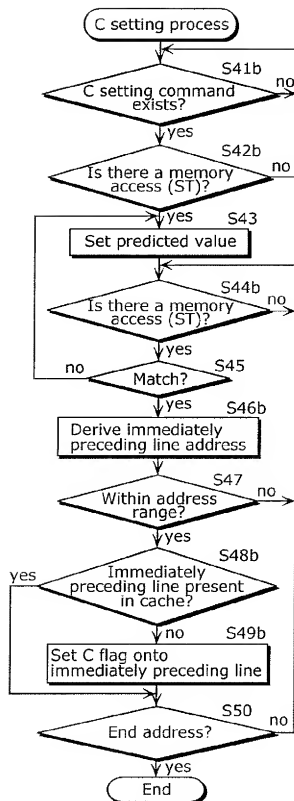 C setting process
S41b
C setting command
exists?
no
yes
S42b
Is there a memory
access (ST)?
no
yes
S43
Set predicted value
S44b
Is there a memory
access (ST)?
no
yes
S45
Match?
no
yes
S46b
Derive immediately
preceding line address
S47
Within address
range?
no
yes
S48b
Immediately
preceding line present
in cache?
yes
no
S49b
Set C flag onto
immediately preceding line
S50
End address?
no
yes
End